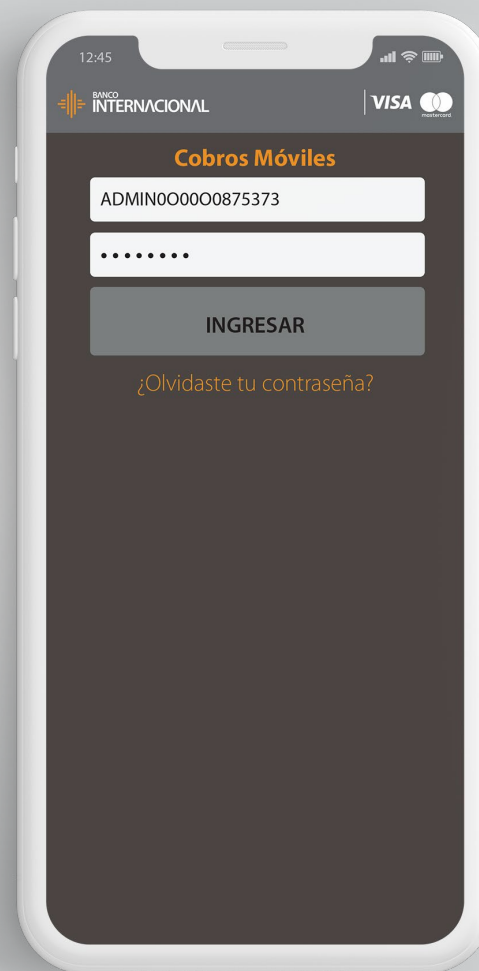 12:45
BANCO
INTERNACIONAL
VISA
mastercard
Cobros Móviles
ADMIN0O00O0875373
••••••••
INGRESAR
¿Olvidaste tu contraseña?